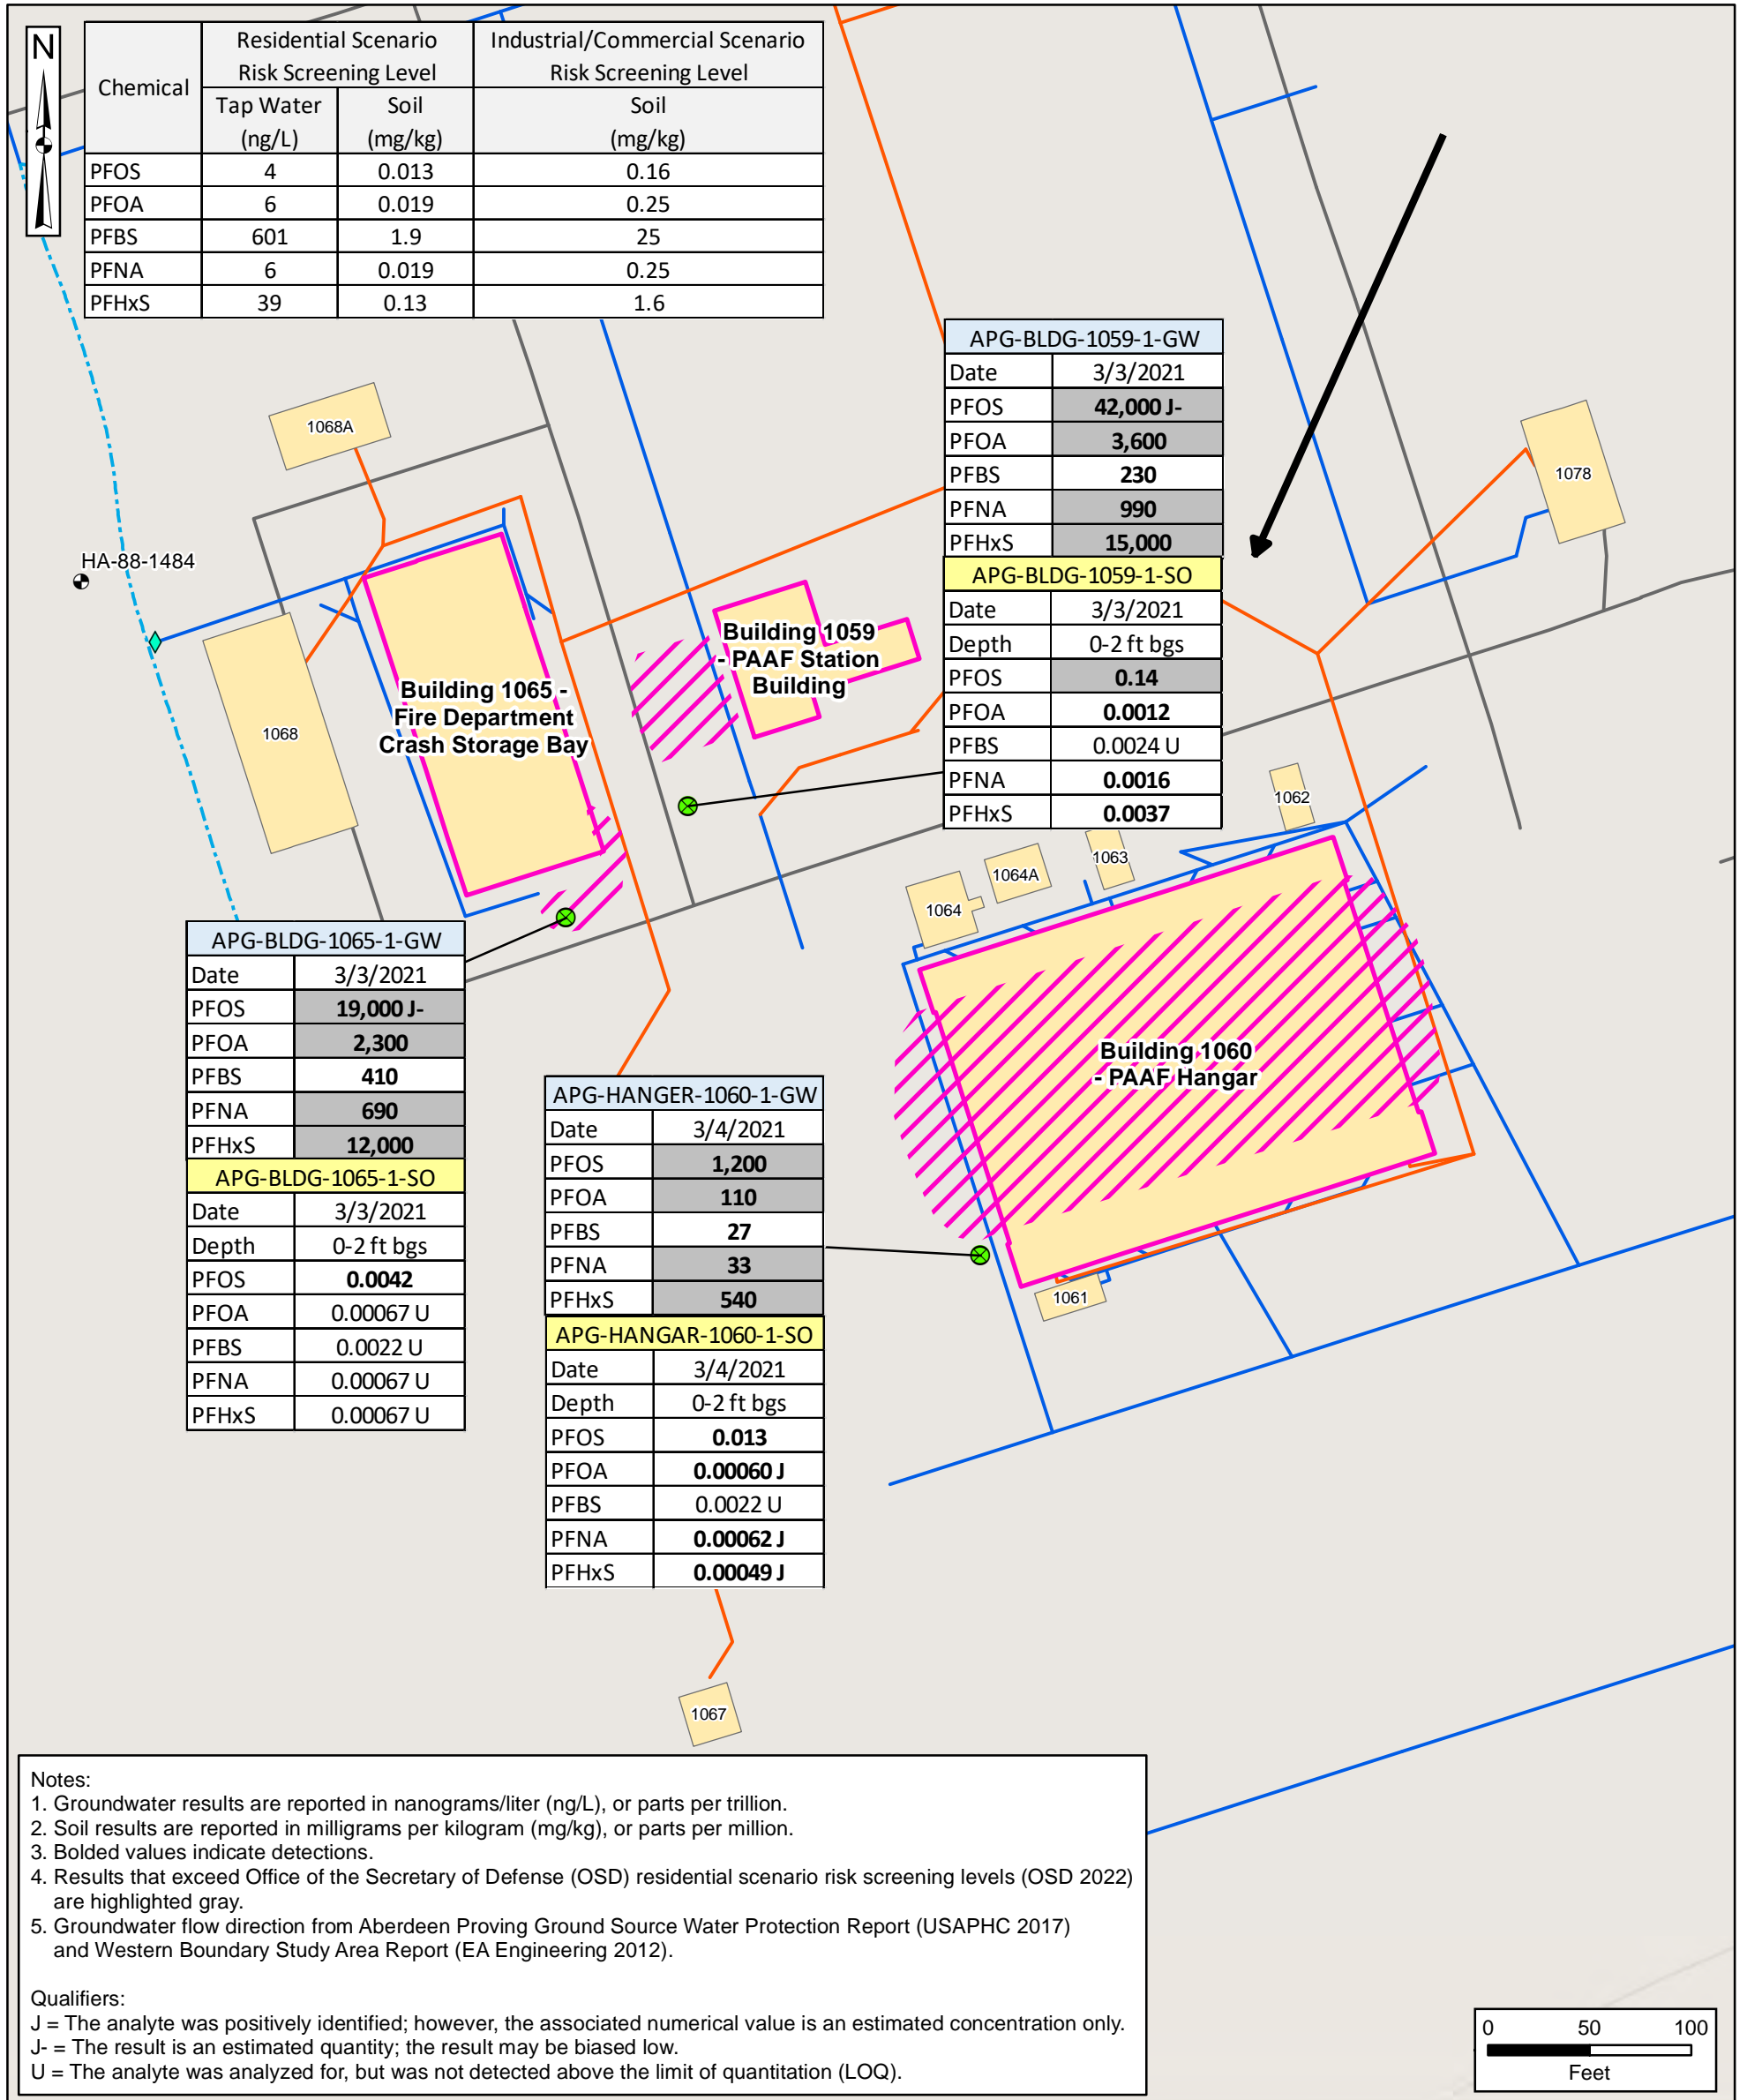 N
Chemical
Residential Scenario
Risk Screening Level
Industrial/Commercial Scenario
Risk Screening Level
Tap Water
(ng/L)
Soil
(mg/kg)
Soil
(mg/kg)
PFOS 4 0.013 0.16
PFOA 6 0.019 0.25
PFBS 601 1.9 25
PFNA 6 0.019 0.25
PFHxS 39 0.13 1.6
APG-BLDG-1059-1-GW
Date 3/3/2021
PFOS 42,000 J-
PFOA 3,600
PFBS 230
PFNA 990
PFHxS 15,000
APG-BLDG-1059-1-SO
Date 3/3/2021
Depth 0-2 ft bgs
PFOS 0.14
PFOA 0.0012
PFBS 0.0024 U
PFNA 0.0016
PFHxS 0.0037
1068A
1078
HA-88-1484
Building 1059
- PAAF Station
Building
Building 1065 -
Fire Department
Crash Storage Bay
1068
1062
1063
1064A
1064
APG-BLDG-1065-1-GW
Date 3/3/2021
PFOS 19,000 J-
PFOA 2,300
PFBS 410
PFNA 690
PFHxS 12,000
APG-BLDG-1065-1-SO
Date 3/3/2021
Depth 0-2 ft bgs
PFOS 0.0042
PFOA 0.00067 U
PFBS 0.0022 U
PFNA 0.00067 U
PFHxS 0.00067 U
Building 1060
- PAAF Hangar
APG-HANGER-1060-1-GW
Date 3/4/2021
PFOS 1,200
PFOA 110
PFBS 27
PFNA 33
PFHxS 540
APG-HANGAR-1060-1-SO
Date 3/4/2021
Depth 0-2 ft bgs
PFOS 0.013
PFOA 0.00060 J
PFBS 0.0022 U
PFNA 0.00062 J
PFHxS 0.00049 J
1061
1067
Notes:
1. Groundwater results are reported in nanograms/liter (ng/L), or parts per trillion.
2. Soil results are reported in milligrams per kilogram (mg/kg), or parts per million.
3. Bolded values indicate detections.
4. Results that exceed Office of the Secretary of Defense (OSD) residential scenario risk screening levels (OSD 2022)
are highlighted gray.
5. Groundwater flow direction from Aberdeen Proving Ground Source Water Protection Report (USAPHC 2017)
and Western Boundary Study Area Report (EA Engineering 2012).
Qualifiers:
J = The analyte was positively identified; however, the associated numerical value is an estimated concentration only.
J- = The result is an estimated quantity; the result may be biased low.
U = The analyte was analyzed for, but was not detected above the limit of quantitation (LOQ).
0 50 100
Feet